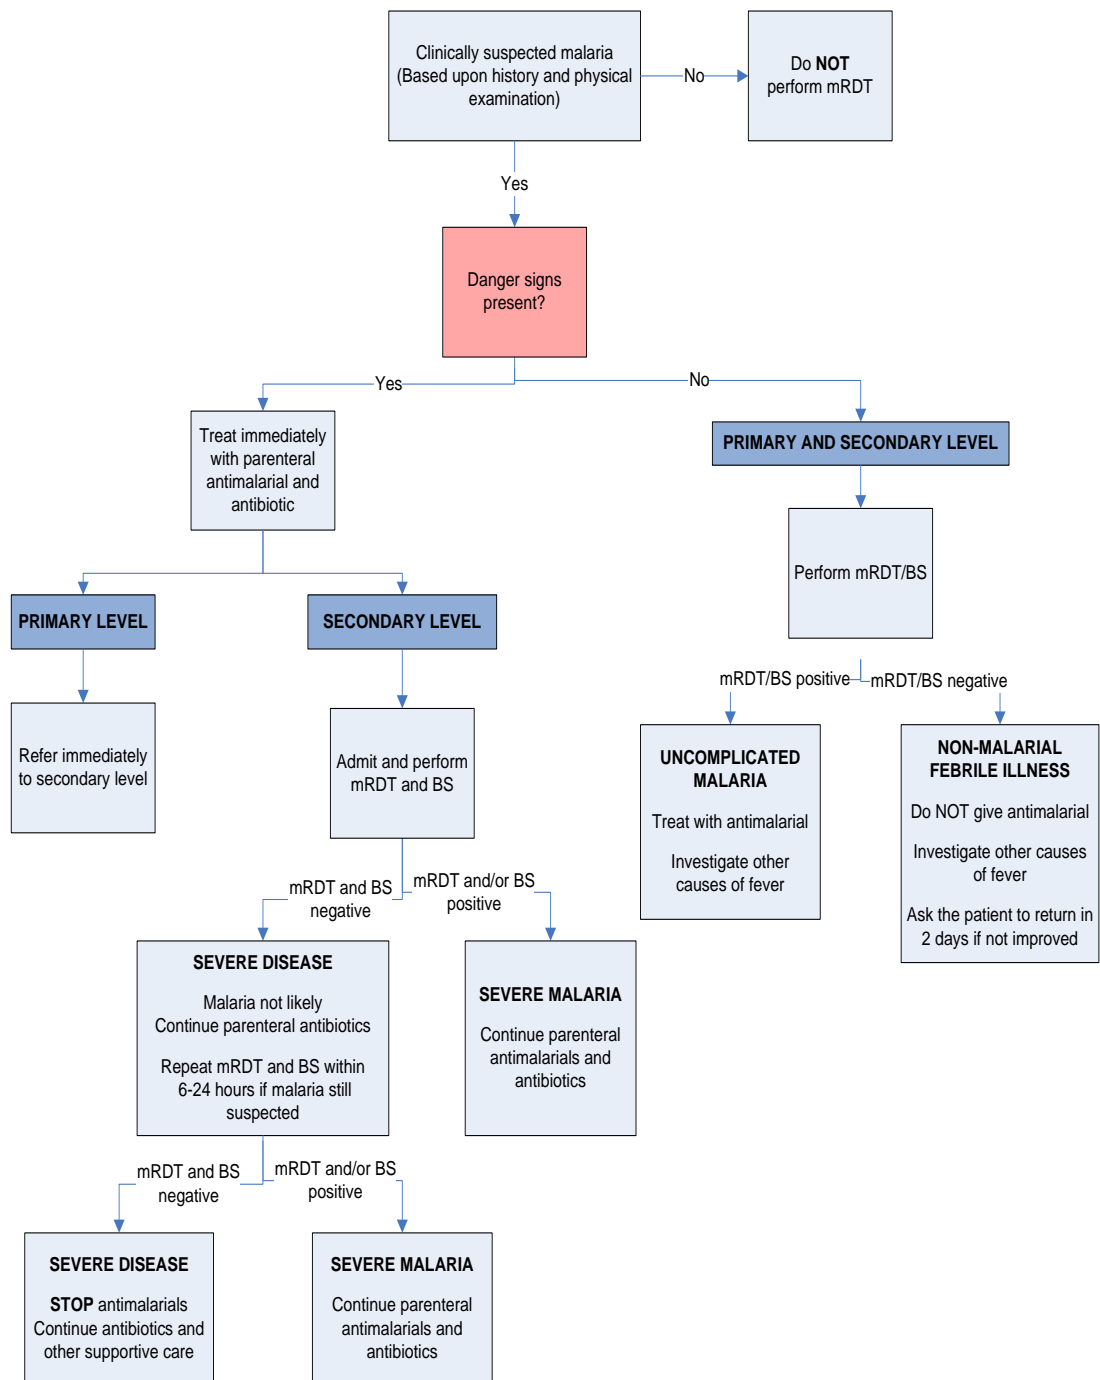 Clinically suspected malaria
(Based upon history and physical
examination)
No
Do NOT
perform mRDT
Yes
Danger signs
present?
Yes
No
Treat immediately
with parenteral
antimalarial and
antibiotic
PRIMARY AND SECONDARY LEVEL
Perform mRDT/BS
PRIMARY LEVEL
SECONDARY LEVEL
mRDT/BS positive
mRDT/BS negative
Refer immediately
to secondary level
Admit and perform
mRDT and BS
UNCOMPLICATED
MALARIA
Treat with antimalarial
Investigate other
causes of fever
NON-MALARIAL
FEBRILE ILLNESS
Do NOT give antimalarial
Investigate other causes
of fever
Ask the patient to return in
2 days if not improved
mRDT and BS
negative
mRDT and/or BS
positive
SEVERE DISEASE
Malaria not likely
Continue parenteral antibiotics
Repeat mRDT and BS within
6-24 hours if malaria still
suspected
SEVERE MALARIA
Continue parenteral
antimalarials and
antibiotics
mRDT and BS
negative
mRDT and/or BS
positive
SEVERE DISEASE
STOP antimalarials
Continue antibiotics and
other supportive care
SEVERE MALARIA
Continue parenteral
antimalarials and
antibiotics